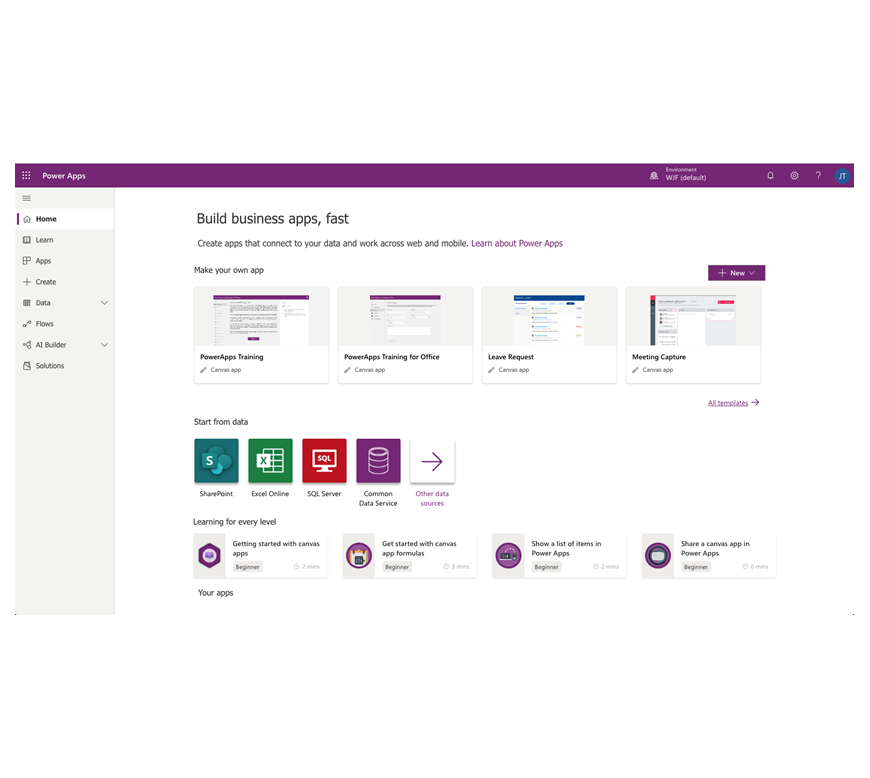 Power Apps
Environment
WJF (default)
?
JT
Home
Learn
Apps
Create
Data
Flows
AI Builder
Solutions
Build business apps, fast
Create apps that connect to your data and work across web and mobile. Learn about Power Apps
Make your own app
New
PowerApps Training
Canvas app
PowerApps Training for Office
Canvas app
Leave Request
Canvas app
Meeting Capture
Canvas app
All templates
Start from data
S
X
SQL
SharePoint
Excel Online
SQL Server
Common
Data Service
Other data
sources
Learning for every level
Getting started with canvas
apps
Beginner
2 mins
Get started with canvas
app formulas
Beginner
3 mins
Show a list of items in
Power Apps
Beginner
2 mins
Share a canvas app in
Power Apps
Beginner
6 mins
Your apps